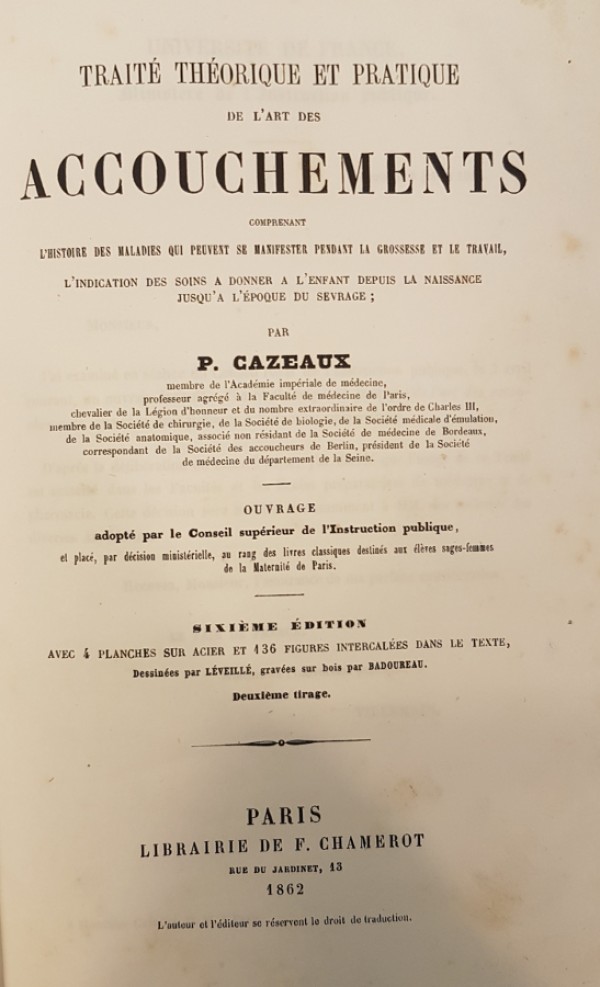 TRAITÉ THÉORIQUE ET PRATIQUE
DE L'ART DES
ACCOUCHEMENTS
COMPRENANT
L'HISTOIRE DES MALADIES QUI PEUVENT SE MANIFESTER PENDANT LA GROSSESSE ET LE TRAVAIL,
L'INDICATION DES SOINS A DONNER A L'ENFANT DEPUIS LA NAISSANCE
JUSQU'A L'ÉPOQUE DU SEVRAGE ;
PAR
P. CAZEAUX
membre de l'Académie impériale de médecine,
professeur agrégé à la Faculté de médecine de Paris,
chevalier de la Légion d'honneur et du nombre extraordinaire de l'ordre de Charles III,
membre de la Société de chirurgie, de la Société de biologie, de la Société médicale d'émulation,
de la Société anatomique, associé non résidant de la Société de médecine de Bordeaux,
correspondant de la Société des accoucheurs de Berlin, président de la Société
de médecine du département de la Seine.
OUVRAGE
adopté par le Conseil supérieur de l'Instruction publique,
et placé, par décision ministérielle, au rang des livres classiques destinés aux élèves sages-femmes
de la Maternité de Paris.
SIXIÈME ÉDITION
AVEC 4 PLANCHES SUR ACIER ET 136 FIGURES INTERCALÉES DANS LE TEXTE,
Dessinées par LÉVEILLÉ, gravées sur bois par BADOUREAU.
Deuxième tirage.
PARIS
LIBRAIRIE DE F. CHAMEROT
RUE DU JARDINET, 13
1862
L'auteur et l'éditeur se réservent le droit de traduction.